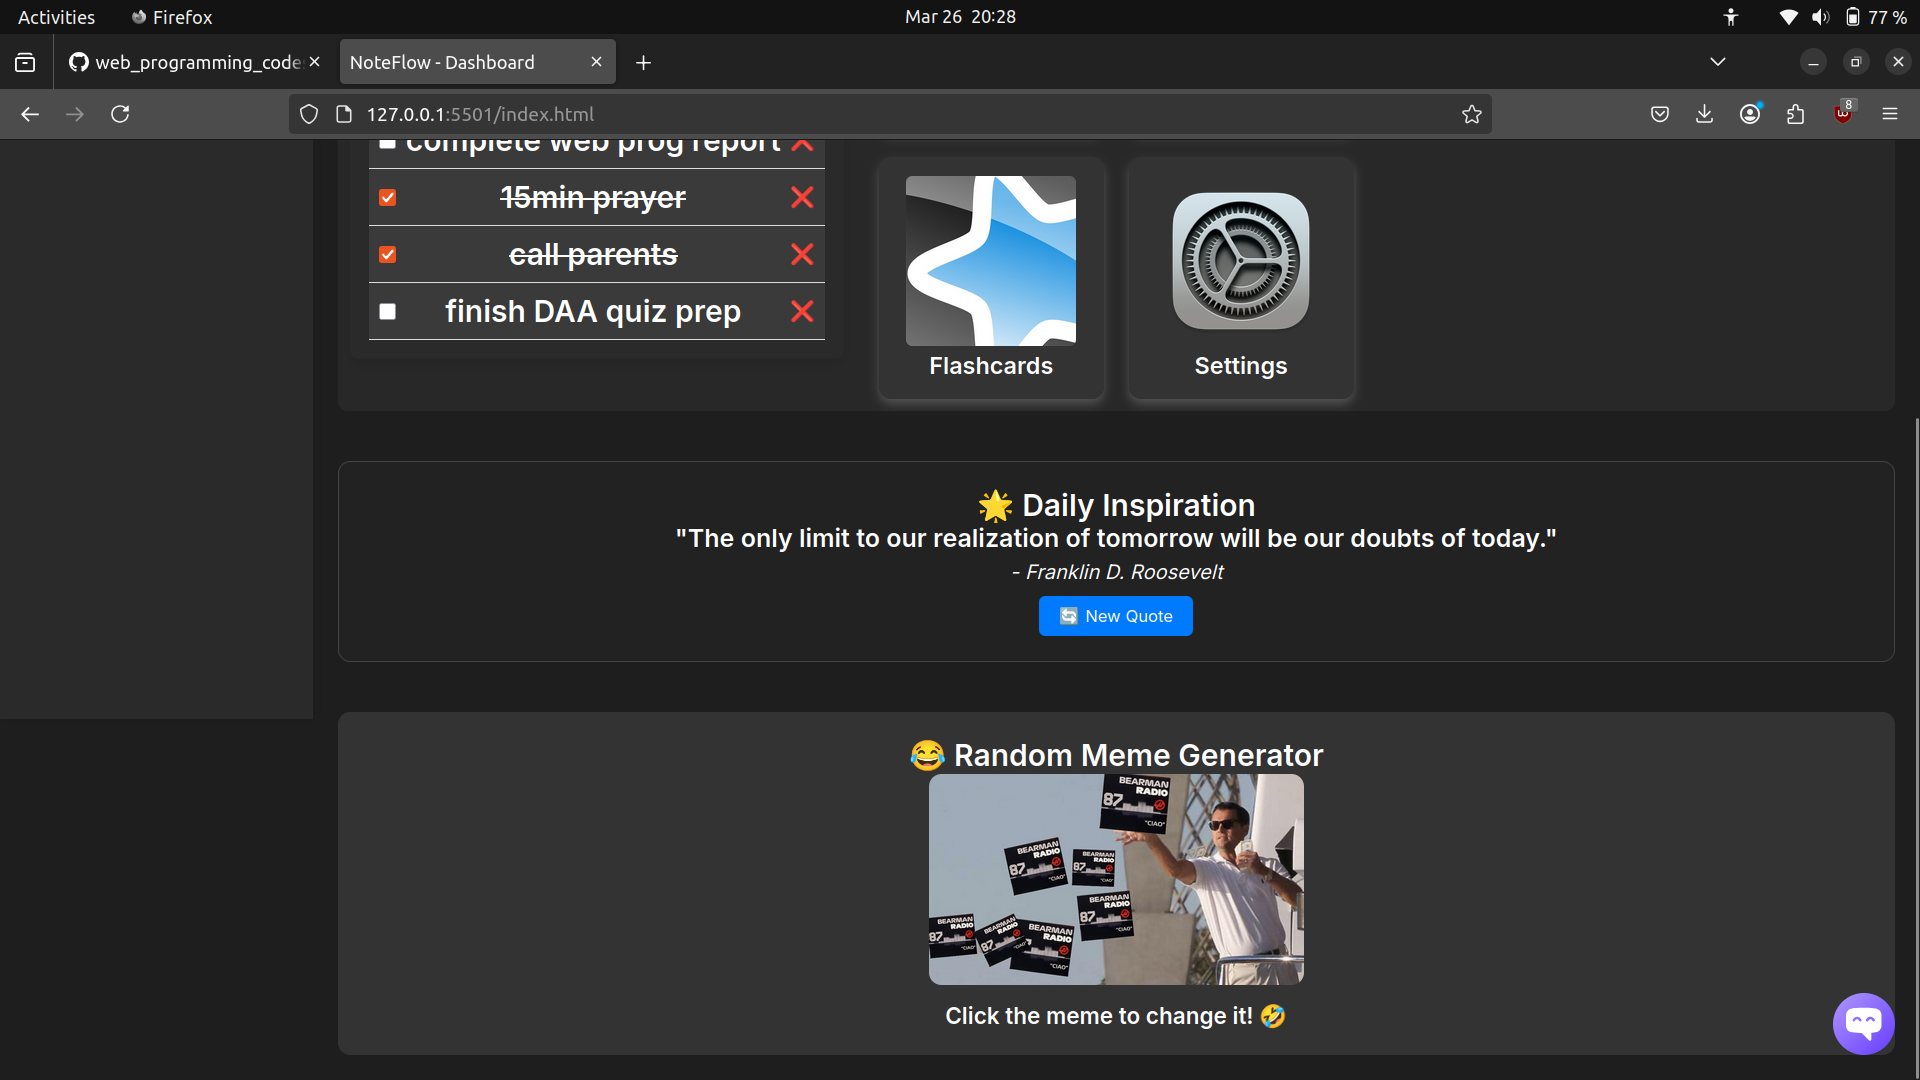 Activities
Firefox
Mar 26 20:28
77 %
web_programming_code
NoteFlow - Dashboard
127.0.0.1:5501/index.html
8
complete web prog report
15min prayer
call parents
finish DAA quiz prep
Flashcards
Settings
🌟 Daily Inspiration
"The only limit to our realization of tomorrow will be our doubts of today."
- Franklin D. Roosevelt
🔄 New Quote
😂 Random Meme Generator
BEARMAN
RADIO
87
"CIAO"
BEARMAN
RADIO
87
"CIAO"
BEARMAN
RADIO
87
"CIAO"
BEARMAN
RADIO
87
"CIAO"
BEARMAN
RADIO
87
"CIAO"
BEARMAN
RADIO
87
"CIAO"
BEARMAN
RADIO
87
"CIAO"
Click the meme to change it! 🤣